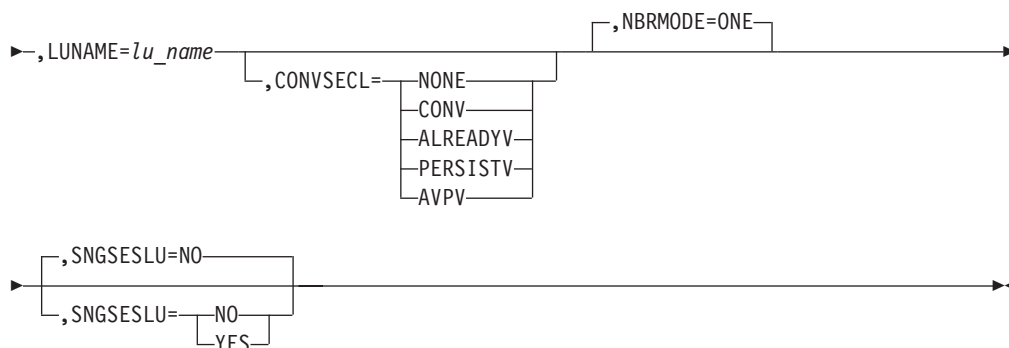 ,NBRMODE=ONE
,LUNAME=lu_name
,CONVSECL= NONE
CONV
ALREADYV
PERSISTV
AVPV
,SNGSESLU=NO
,SNGSESLU= NO
YES